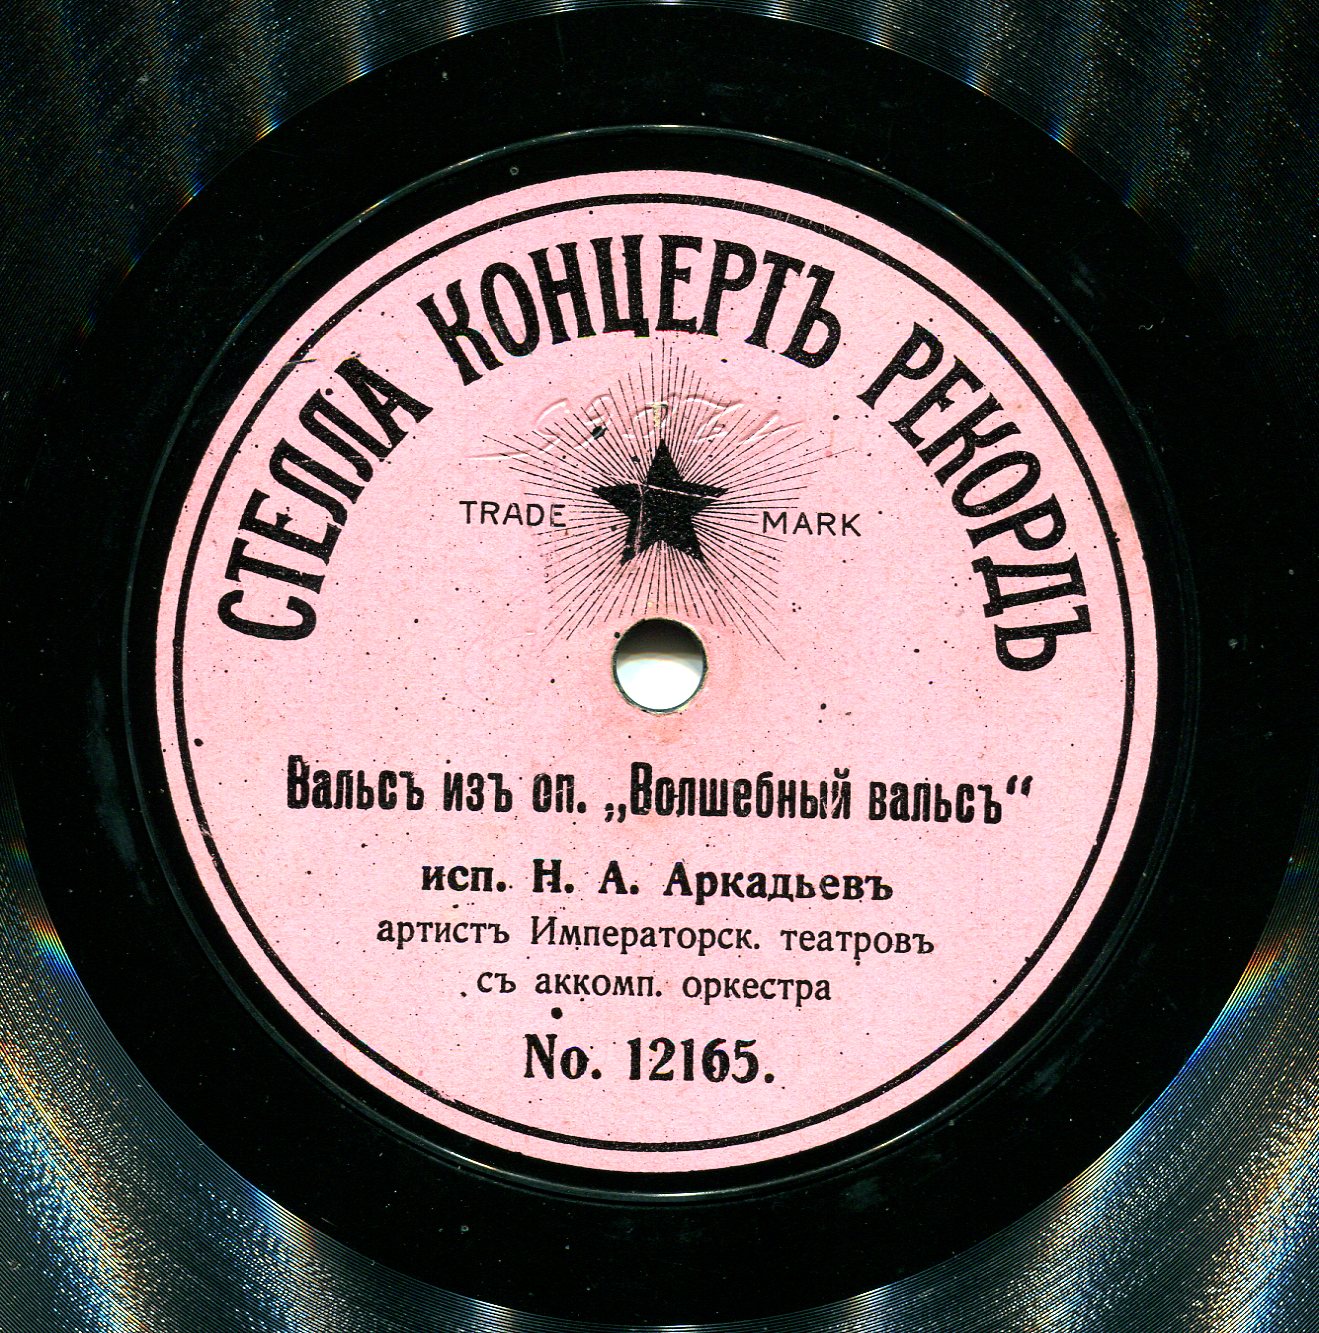 СТЕЛЛА КОНЦЕРТЪ РЕКОРДЪ
TRADE MARK
Вальсъ изъ оп. „Волшебный вальсъ“
исп. Н. А. Аркадьевъ
артистъ Императорск. театровъ
съ аккомп. оркестра
No. 12165.